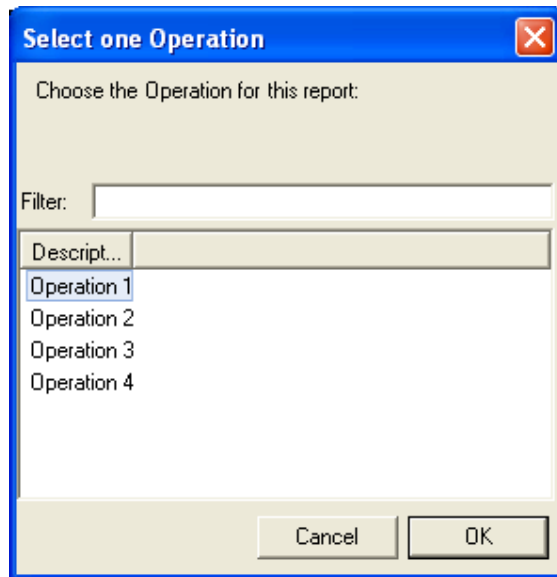 Select one Operation
Choose the Operation for this report:
Filter:
Descript...
Operation 1
Operation 2
Operation 3
Operation 4
Cancel OK